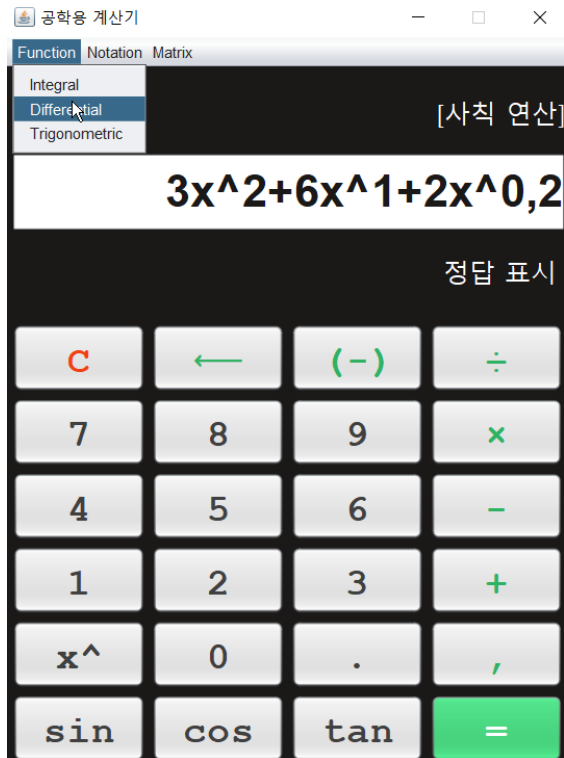 공학용 계산기
Function Notation Matrix
Integral
Differential
Trigonometric
[사칙 연산]
3x^2+6x^1+2x^0,2
정답 표시
C ← (-) ÷
7 8 9 ×
4 5 6 -
1 2 3 +
x^ 0 . ,
sin cos tan =